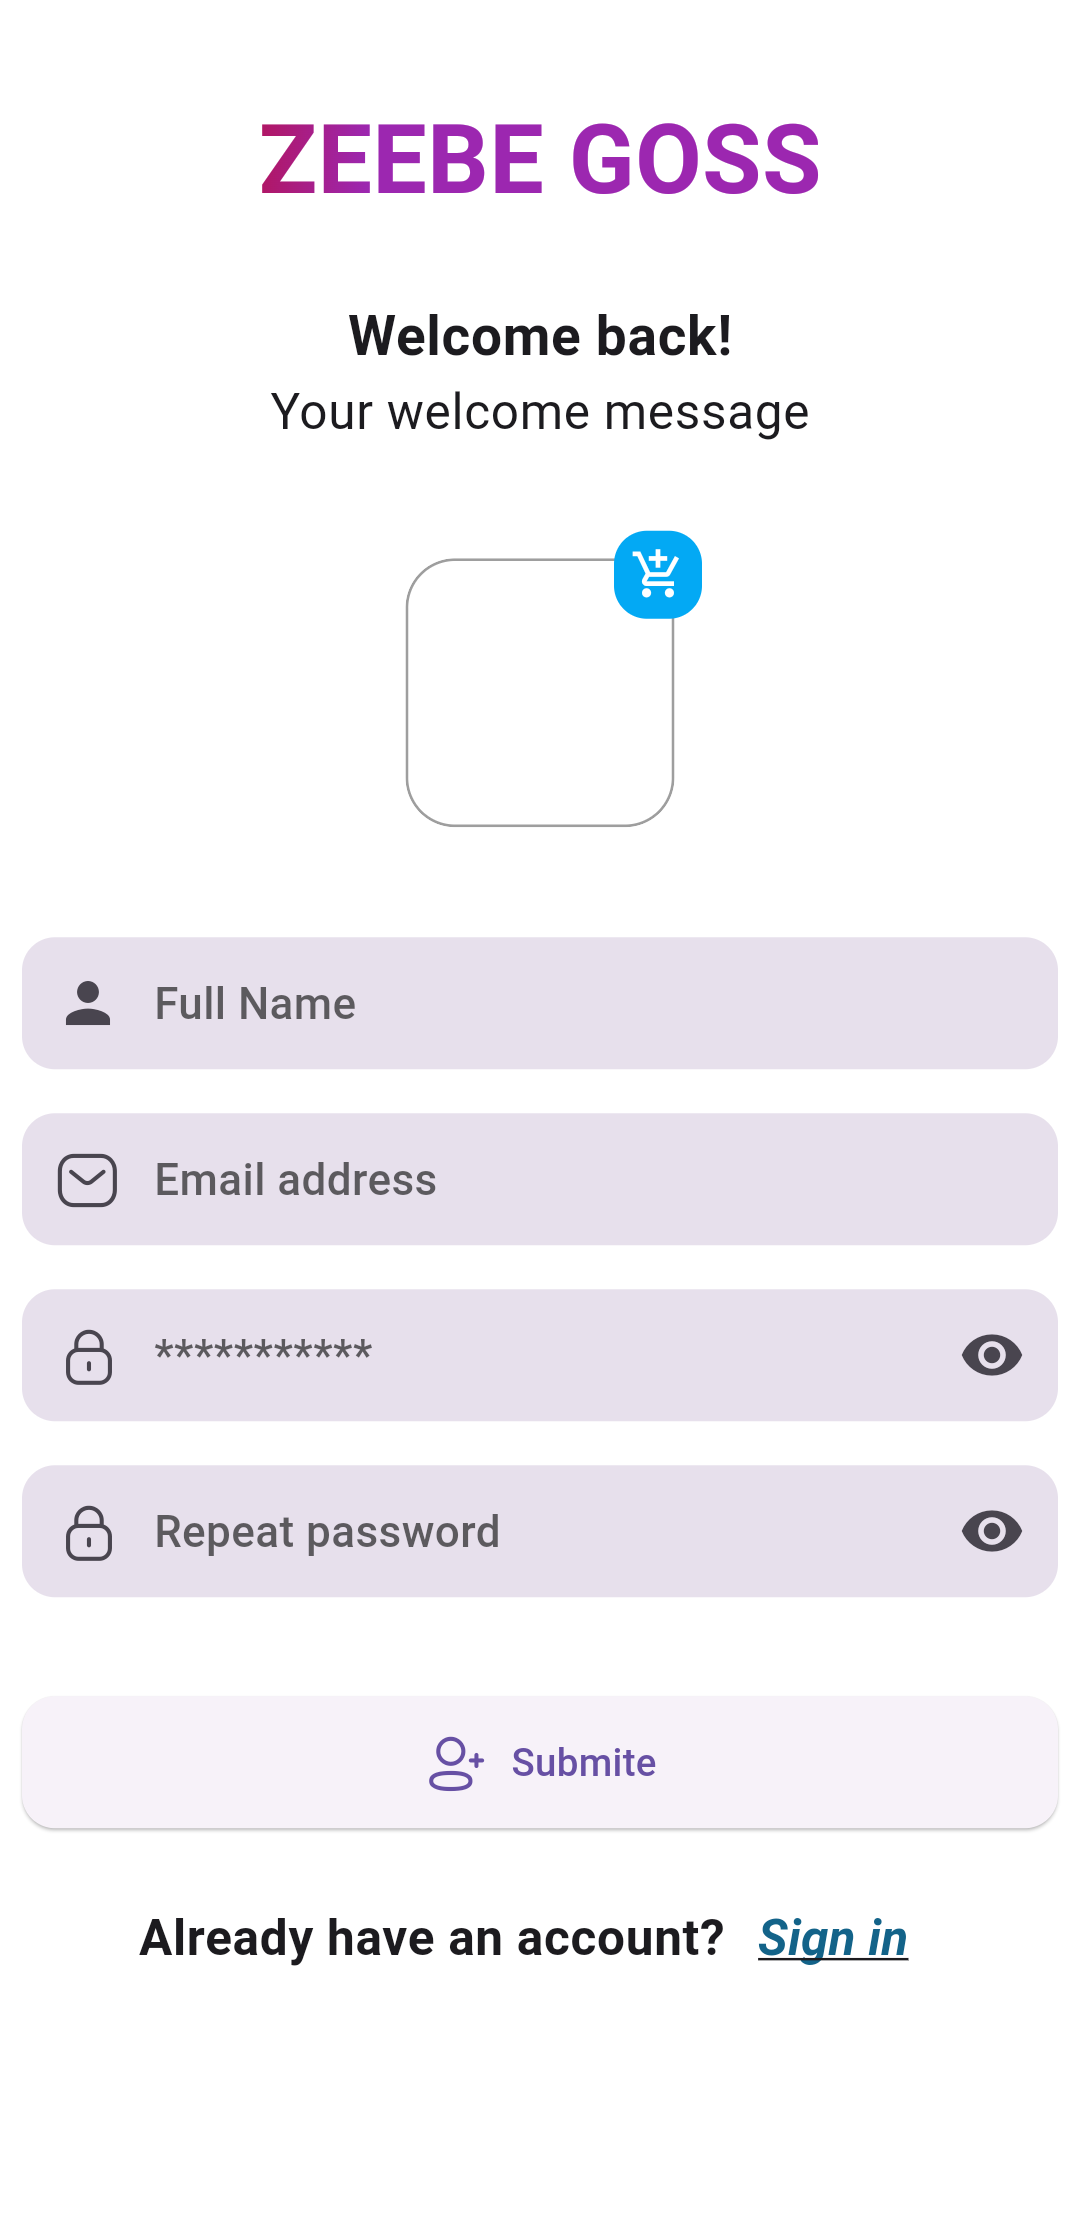 ZEEBE GOSS
Welcome back!
Your welcome message
Full Name
Email address
***********
Repeat password
Submite
Already have an account? Sign in